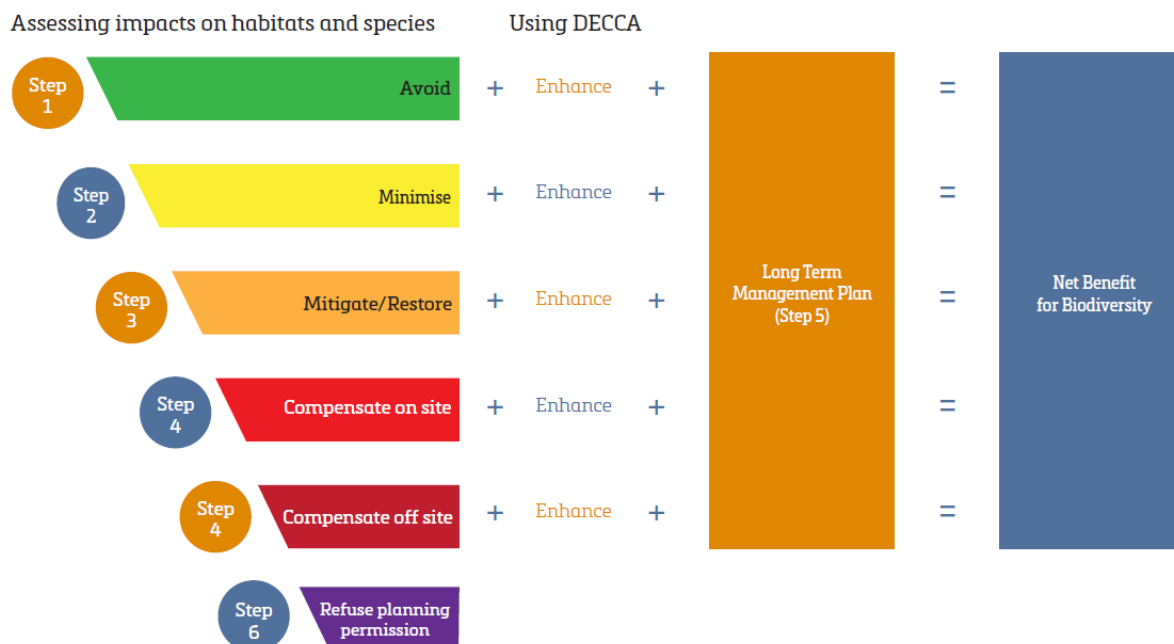 Assessing impacts on habitats and species
Using DECCA
Step
1
Avoid
+
Enhance
+
=
Step
2
Minimise
+
Enhance
+
=
Step
3
Mitigate/Restore
+
Enhance
+
Long Term
Management Plan
(Step 5)
=
Net Benefit
for Biodiversity
Step
4
Compensate on site
+
Enhance
+
=
Step
4
Compensate off site
+
Enhance
+
=
Step
6
Refuse planning
permission